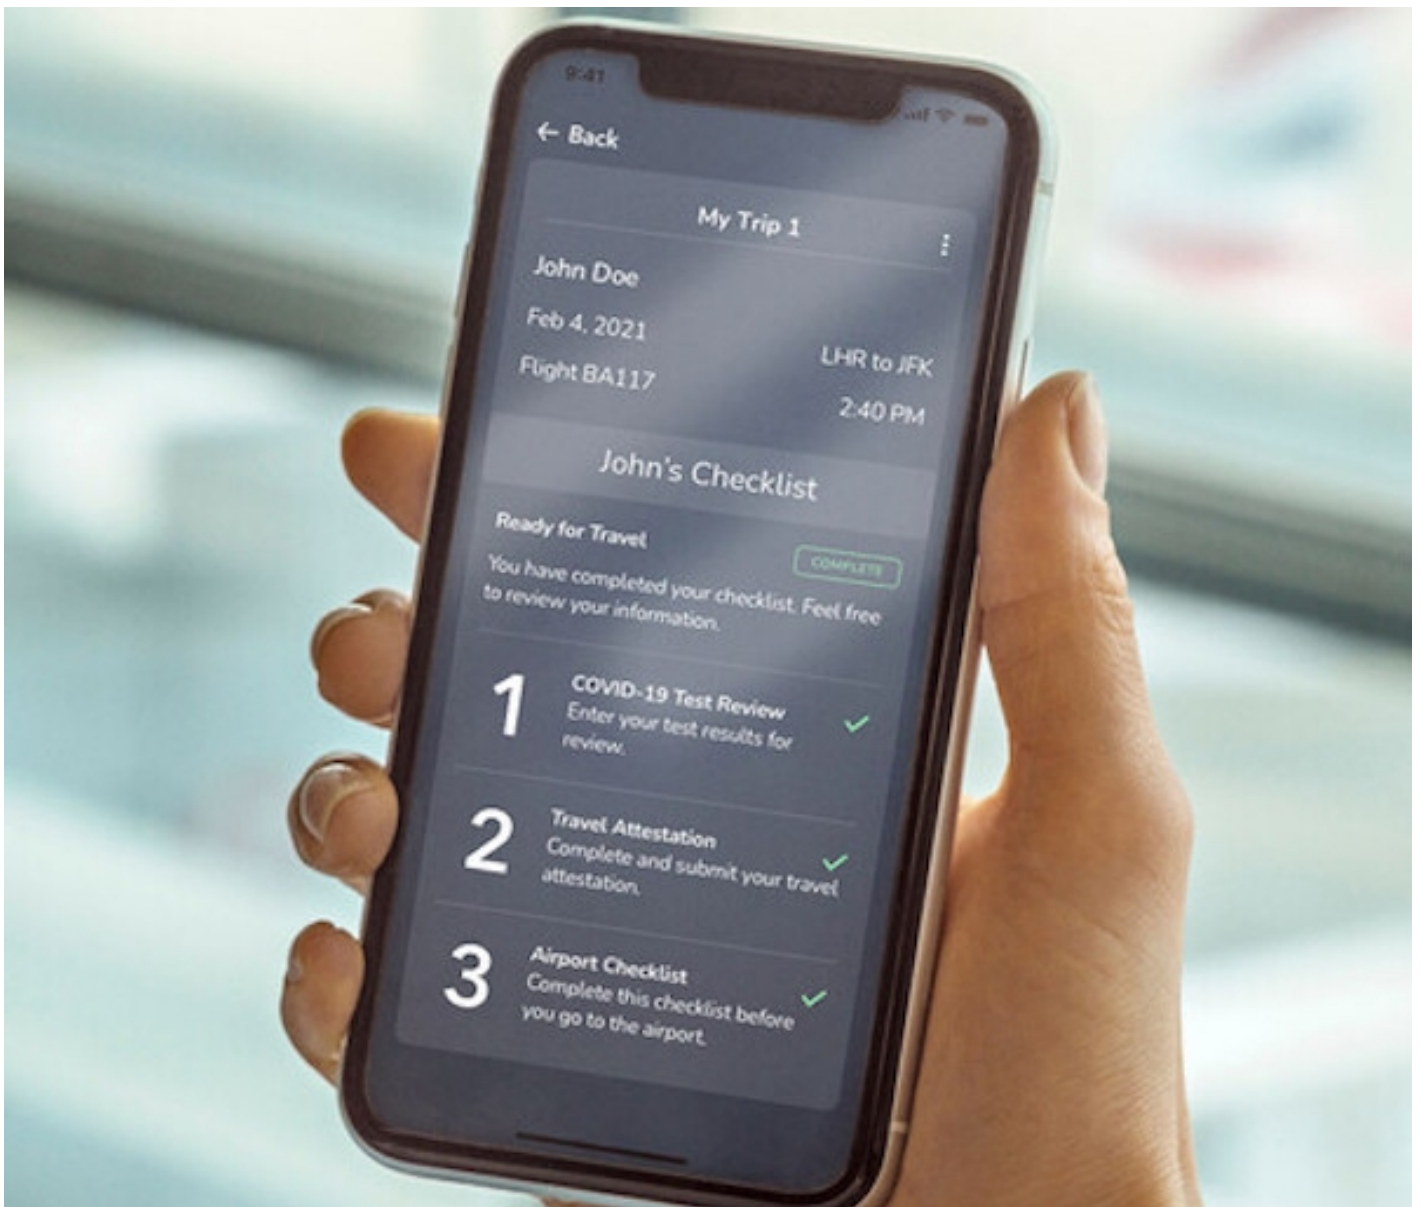 9:41
← Back
My Trip 1
John Doe
Feb 4, 2021
LHR to JFK
Flight BA117
2:40 PM
John's Checklist
Ready for Travel
COMPLETE
You have completed your checklist. Feel free
to review your information.
1
COVID-19 Test Review
Enter your test results for
review.
2
Travel Attestation
Complete and submit your travel
attestation.
3
Airport Checklist
Complete this checklist before
you go to the airport.